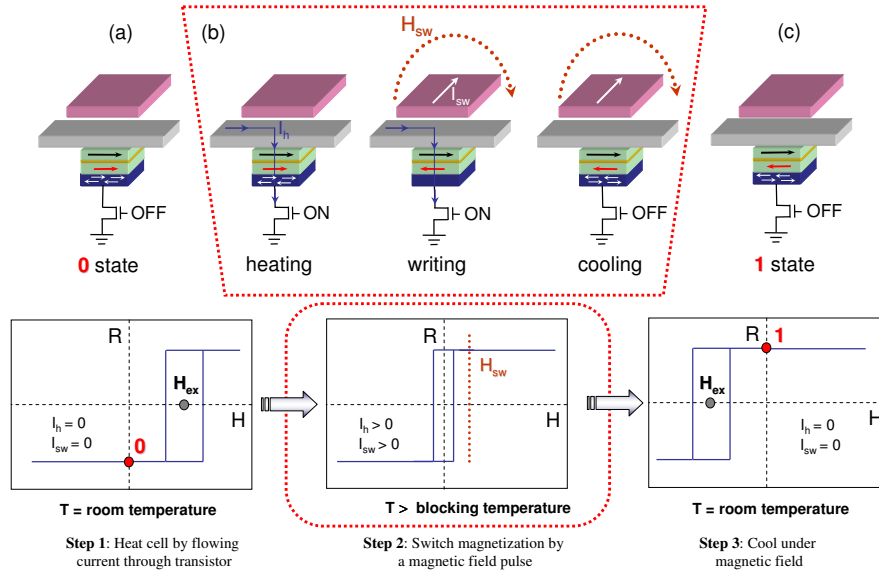 (a)
(b)
H_sw
(c)
I_sw
I_h
OFF
ON
ON
OFF
OFF
0 state
heating
writing
cooling
1 state
R
H_ex
H
I_h = 0
I_sw = 0
0
T = room temperature
R
H_sw
H
I_h > 0
I_sw > 0
T > blocking temperature
R
1
H_ex
H
I_h = 0
I_sw = 0
T = room temperature
Step 1: Heat cell by flowing
current through transistor
Step 2: Switch magnetization by
a magnetic field pulse
Step 3: Cool under
magnetic field